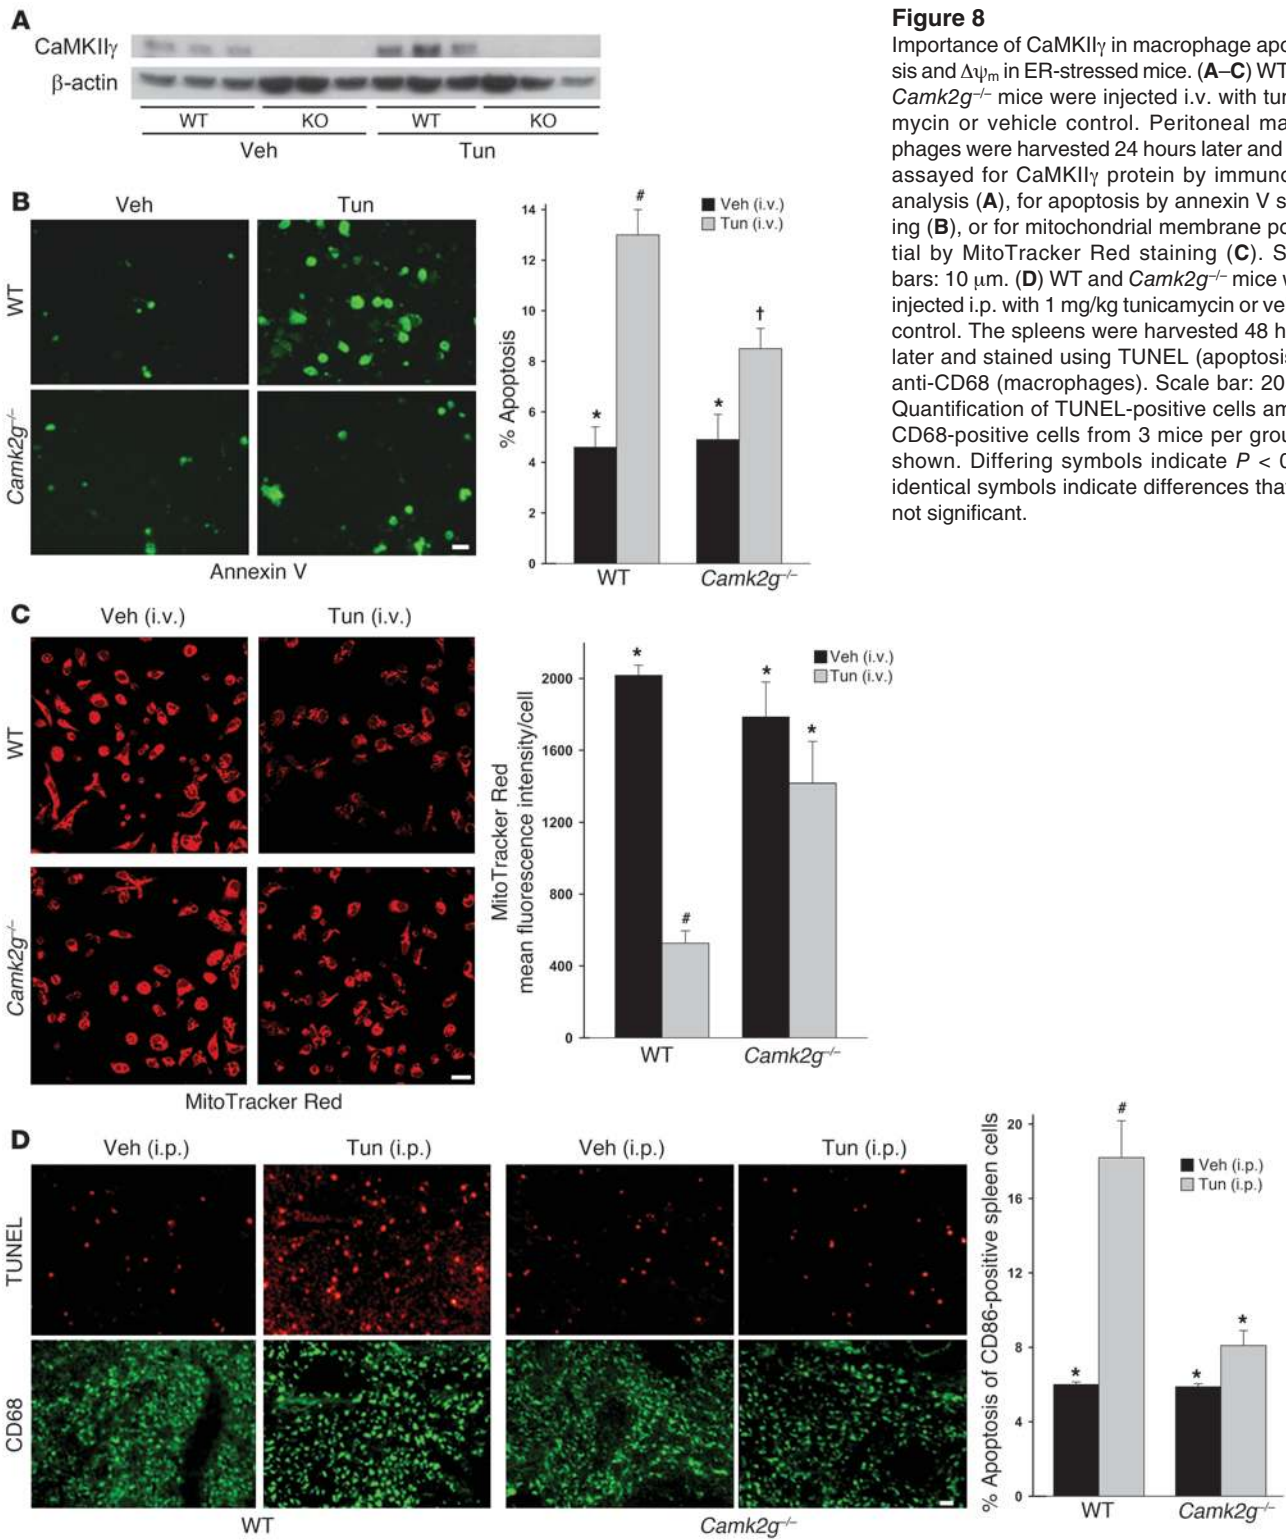 A
CaMKIIγ
β-actin
WT KO WT KO
Veh Tun
Figure 8
Importance of CaMKIIγ in macrophage apo
sis and Δψm in ER-stressed mice. (A–C) WT
Camk2g–/– mice were injected i.v. with tun
mycin or vehicle control. Peritoneal ma
phages were harvested 24 hours later and
assayed for CaMKIIγ protein by immuno
analysis (A), for apoptosis by annexin V s
ing (B), or for mitochondrial membrane po
tial by MitoTracker Red staining (C). S
bars: 10 μm. (D) WT and Camk2g–/– mice v
injected i.p. with 1 mg/kg tunicamycin or ve
control. The spleens were harvested 48 h
later and stained using TUNEL (apoptosis
anti-CD68 (macrophages). Scale bar: 20
Quantification of TUNEL-positive cells am
CD68-positive cells from 3 mice per grou
shown. Differing symbols indicate P < 0
identical symbols indicate differences tha
not significant.
B
Veh Tun
WT
Camk2g–/–
Annexin V
% Apoptosis
14
12
10
8
6
4
2
0
* # * †
Veh (i.v.)
Tun (i.v.)
WT Camk2g–/–
C
Veh (i.v.) Tun (i.v.)
WT
Camk2g–/–
MitoTracker Red
MitoTracker Red
mean fluorescence intensity/cell
2000
1600
1200
800
400
0
* # * *
Veh (i.v.)
Tun (i.v.)
WT Camk2g–/–
D
Veh (i.p.) Tun (i.p.) Veh (i.p.) Tun (i.p.)
TUNEL
CD68
WT Camk2g–/–
% Apoptosis of CD86-positive spleen cells
20
16
12
8
4
0
* # * *
Veh (i.p.)
Tun (i.p.)
WT Camk2g–/–